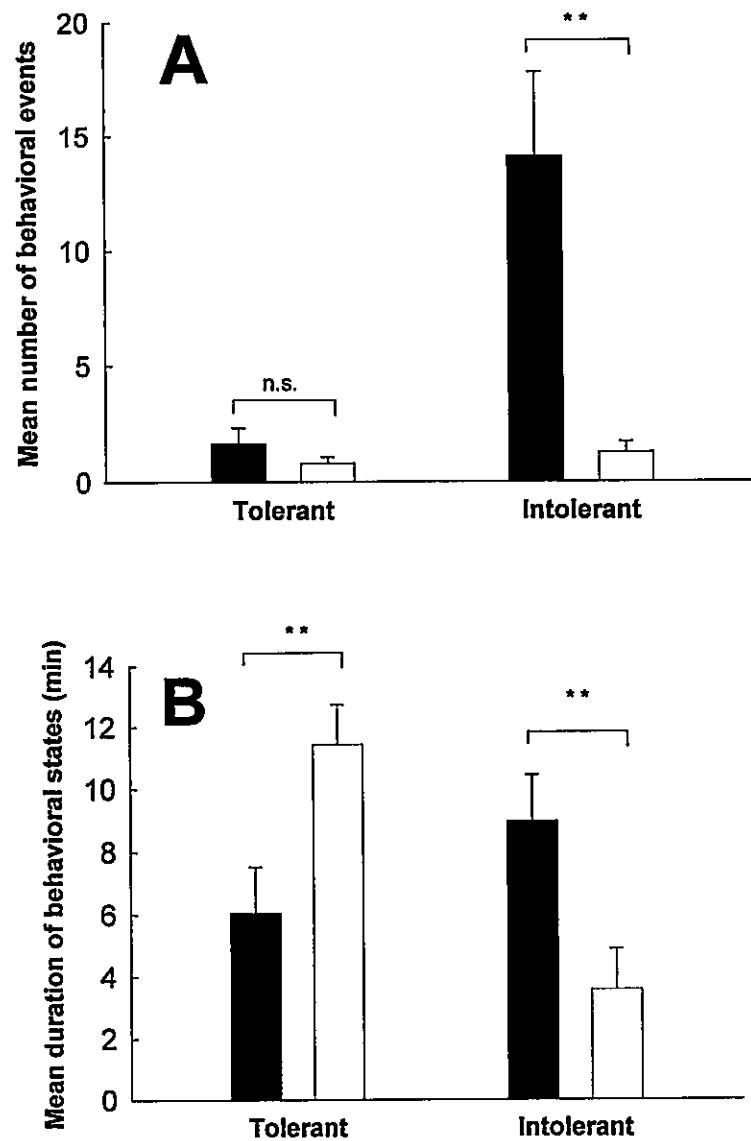 A
Mean number of behavioral events
20
15
10
5
0
n.s.
**
Tolerant
Intolerant
B
Mean duration of behavioral states (min)
14
12
10
8
6
4
2
0
**
**
Tolerant
Intolerant